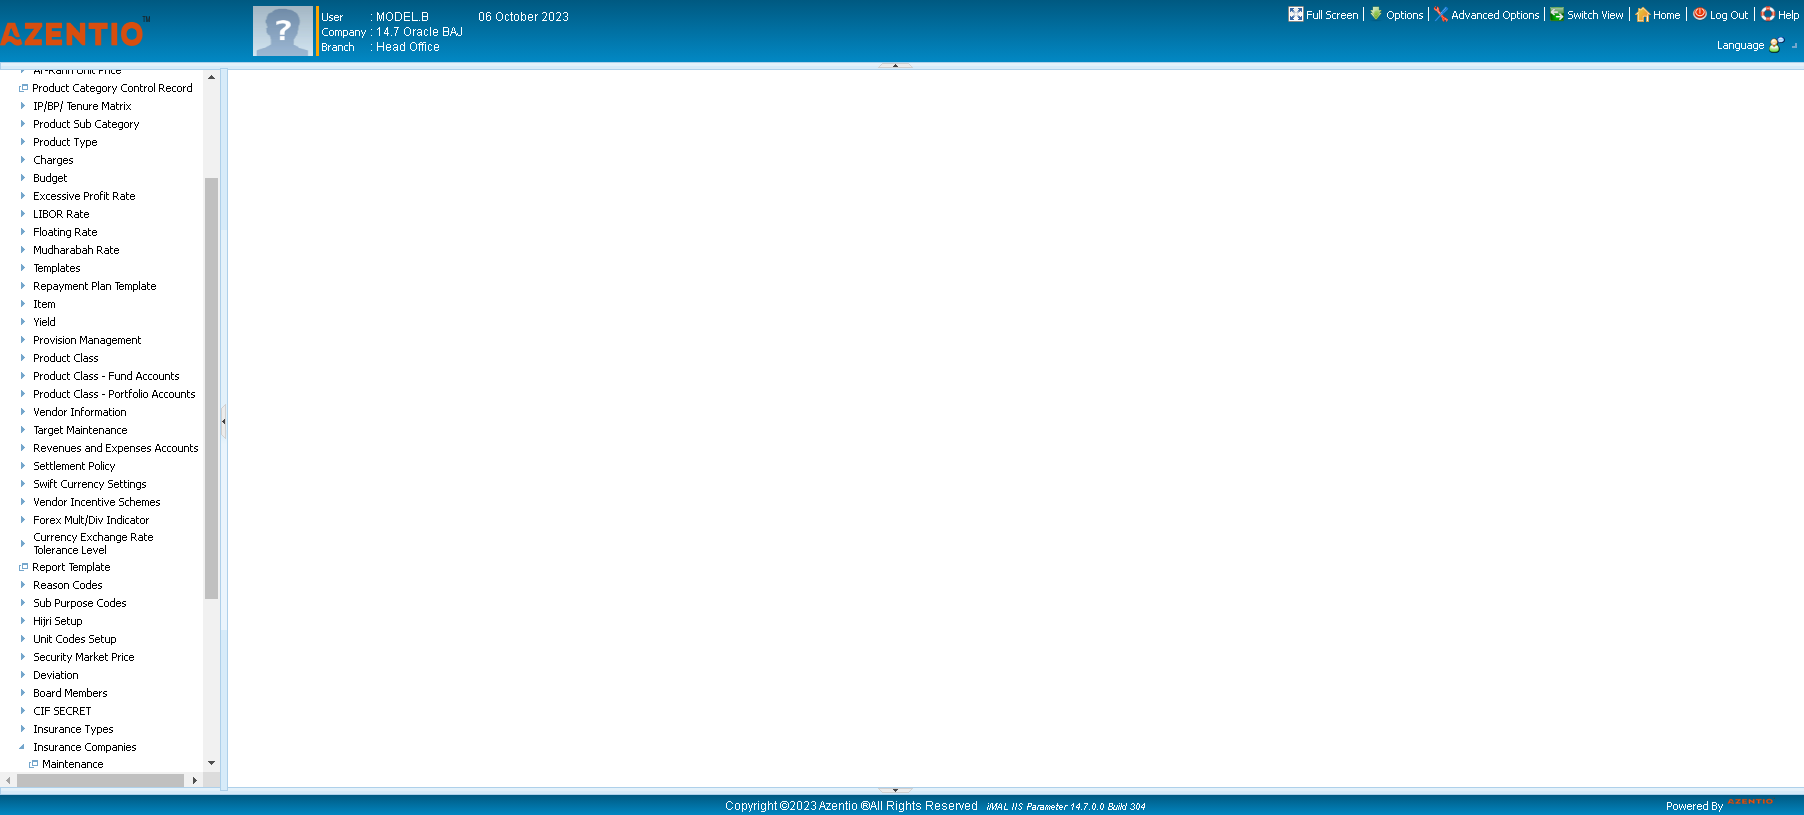 AZENTIO™
User : MODEL.B 06 October 2023
Company : 14.7 Oracle BAJ
Branch : Head Office
Full Screen Options Advanced Options Switch View Home Log Out Help
Language
Al-Rahn Unit Price
Product Category Control Record
IP/BP/ Tenure Matrix
Product Sub Category
Product Type
Charges
Budget
Excessive Profit Rate
LIBOR Rate
Floating Rate
Mudharabah Rate
Templates
Repayment Plan Template
Item
Yield
Provision Management
Product Class
Product Class - Fund Accounts
Product Class - Portfolio Accounts
Vendor Information
Target Maintenance
Revenues and Expenses Accounts
Settlement Policy
Swift Currency Settings
Vendor Incentive Schemes
Forex Mult/Div Indicator
Currency Exchange Rate
Tolerance Level
Report Template
Reason Codes
Sub Purpose Codes
Hijri Setup
Unit Codes Setup
Security Market Price
Deviation
Board Members
CIF SECRET
Insurance Types
Insurance Companies
Maintenance
Copyright ©2023 Azentio ®All Rights Reserved iMAL IIS Parameter 14.7.0.0 Build 304
Powered By AZENTIO